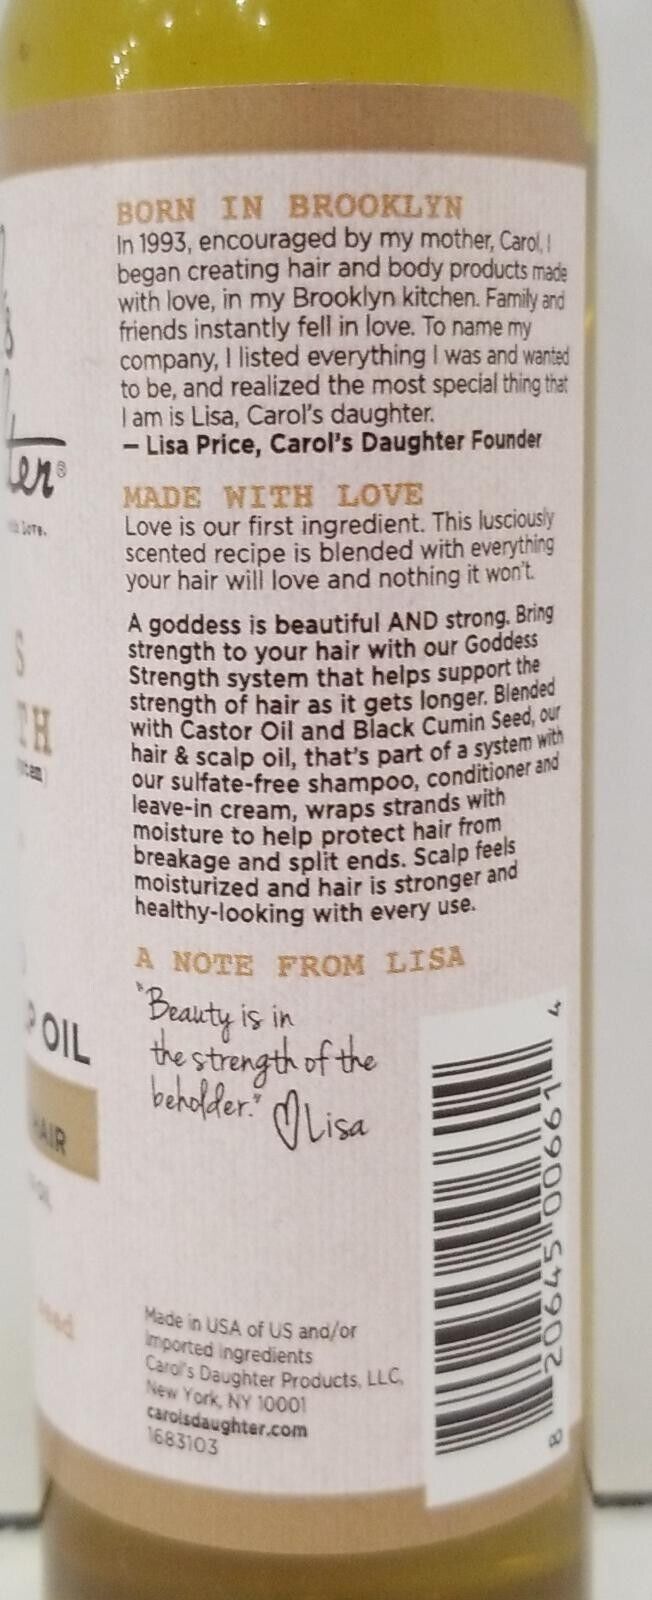 BORN IN BROOKLYN
In 1993, encouraged by my mother, Carol, I
began creating hair and body products made
with love, in my Brooklyn kitchen. Family and
friends instantly fell in love. To name my
company, I listed everything I was and wanted
to be, and realized the most special thing that
I am is Lisa, Carol's daughter.
– Lisa Price, Carol's Daughter Founder
MADE WITH LOVE
Love is our first ingredient. This lusciously
scented recipe is blended with everything
your hair will love and nothing it won't.
A goddess is beautiful AND strong. Bring
strength to your hair with our Goddess
Strength system that helps support the
strength of hair as it gets longer. Blended
with Castor Oil and Black Cumin Seed, our
hair & scalp oil, that's part of a system with
our sulfate-free shampoo, conditioner and
leave-in cream, wraps strands with
moisture to help protect hair from
breakage and split ends. Scalp feels
moisturized and hair is stronger and
healthy-looking with every use.
A NOTE FROM LISA
"Beauty is in
the strength of the
beholder." ♡Lisa
OIL
HAIR
Made in USA of US and/or
Imported Ingredients
Carol's Daughter Products, LLC,
New York, NY 10001
carolsdaughter.com
1683103
8 20645 00661 4